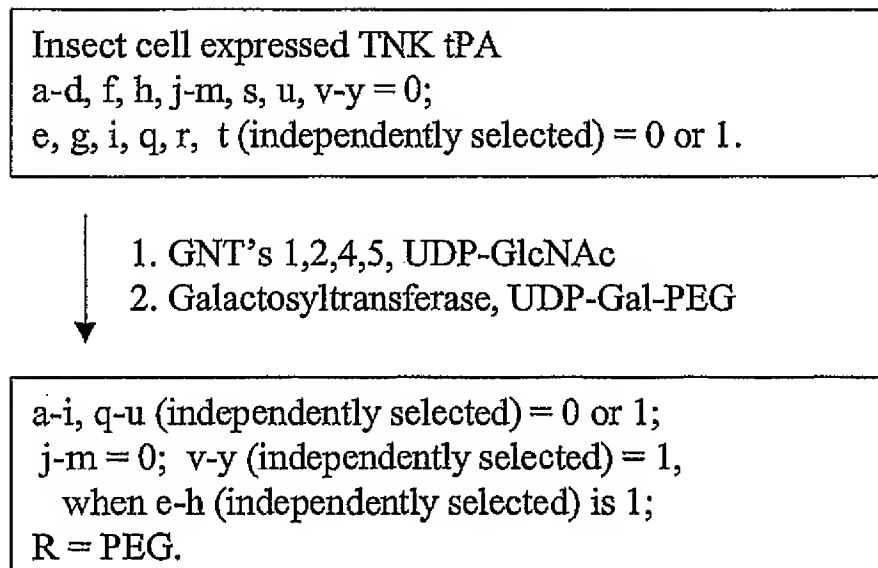 Insect cell expressed TNK tPA
a-d, f, h, j-m, s, u, v-y = 0;
e, g, i, q, r, t (independently selected) = 0 or 1.
1. GNT's 1,2,4,5, UDP-GlcNAc
2. Galactosyltransferase, UDP-Gal-PEG
a-i, q-u (independently selected) = 0 or 1;
j-m = 0; v-y (independently selected) = 1,
when e-h (independently selected) is 1;
R = PEG.